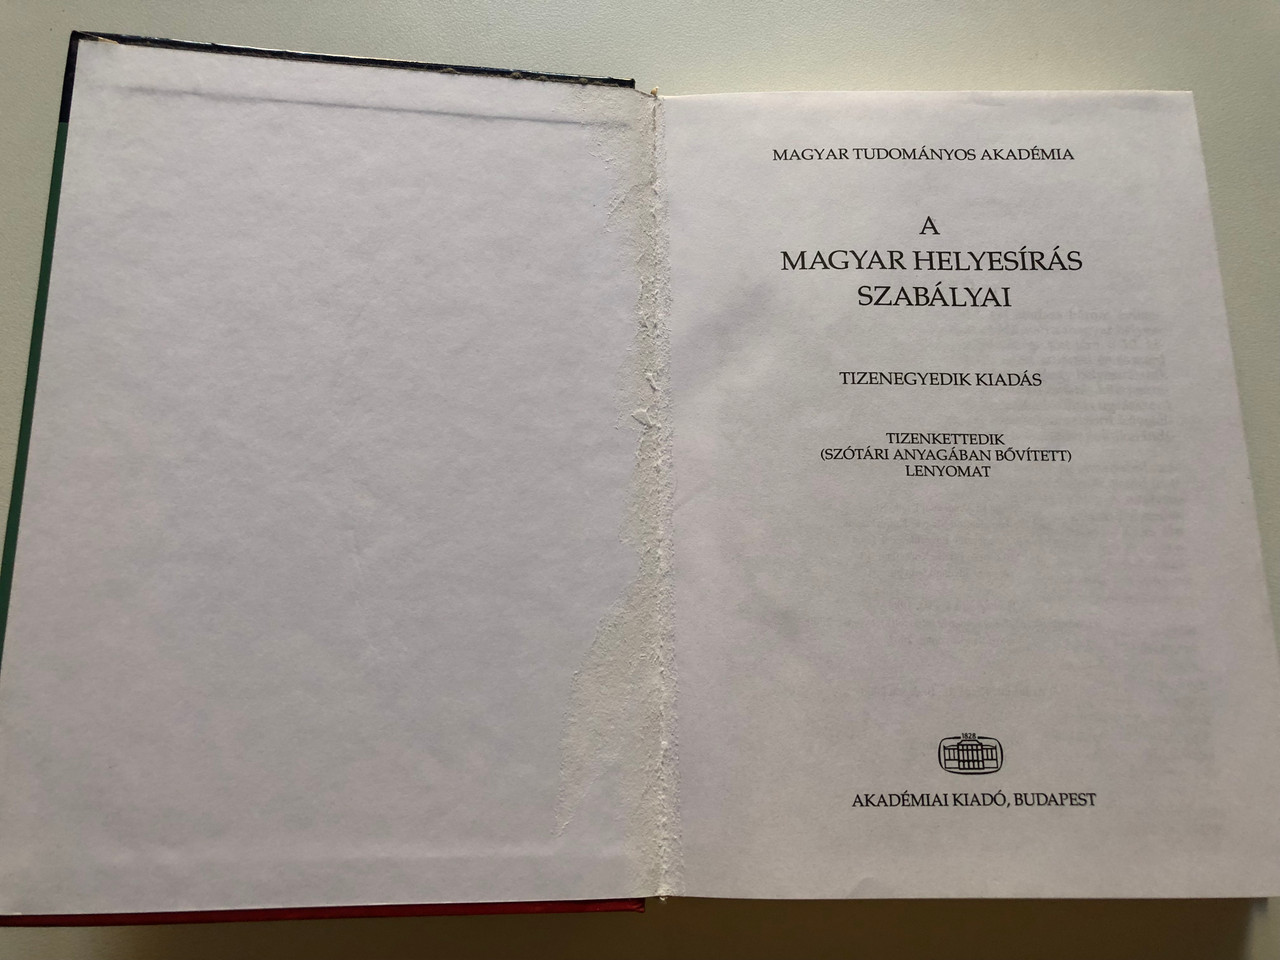 MAGYAR TUDOMÁNYOS AKADÉMIA
A
MAGYAR HELYESÍRÁS
SZABÁLYAI
TIZENEGYEDIK KIADÁS
TIZENKETTEDIK
(SZÓTÁRI ANYAGÁBAN BŐVÍTETT)
LENYOMAT
1828
AKADÉMIAI KIADÓ, BUDAPEST